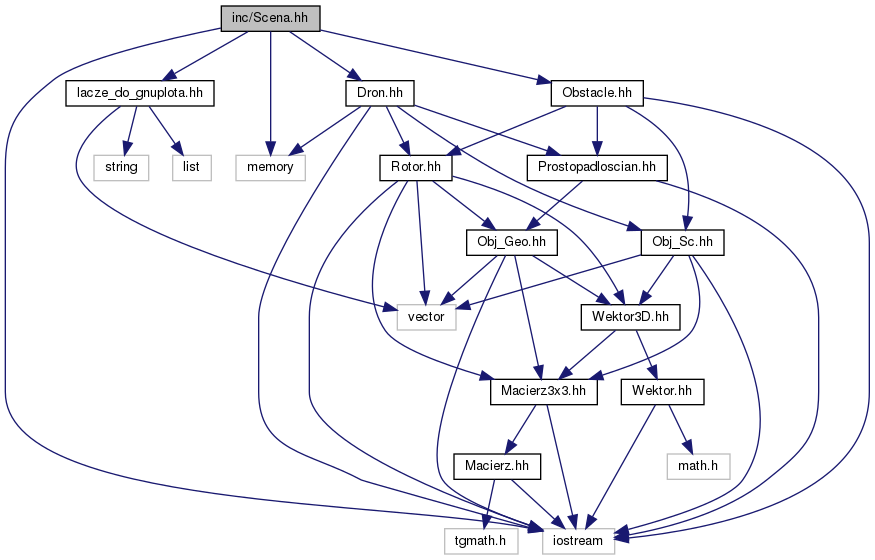 inc/Scena.hh
lacze_do_gnuplota.hh
Dron.hh
Obstacle.hh
string
list
memory
Rotor.hh
Prostopadloscian.hh
Obj_Geo.hh
Obj_Sc.hh
vector
Wektor3D.hh
Macierz3x3.hh
Wektor.hh
Macierz.hh
math.h
tgmath.h
iostream